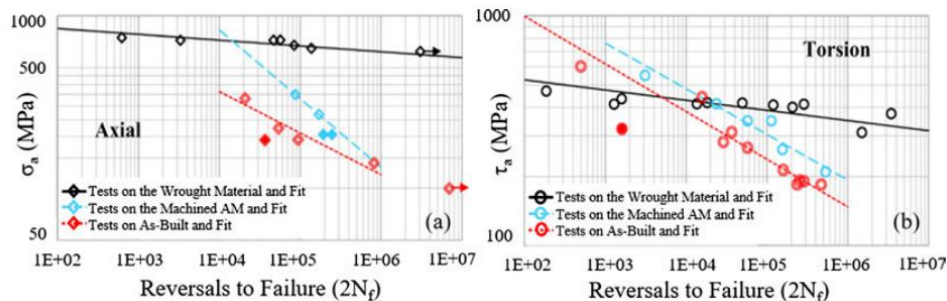 1000
500
50
σa (MPa)
Axial
Tests on the Wrought Material and Fit
Tests on the Machined AM and Fit
Tests on As-Built and Fit
(a)
1E+02 1E+03 1E+04 1E+05 1E+06 1E+07
Reversals to Failure (2Nf)
1000
100
τa (MPa)
Torsion
Tests on the Wrought Material and Fit
Tests on the Machined AM and Fit
Tests on As-Built and Fit
(b)
1E+02 1E+03 1E+04 1E+05 1E+06 1E+07
Reversals to Failure (2Nf)